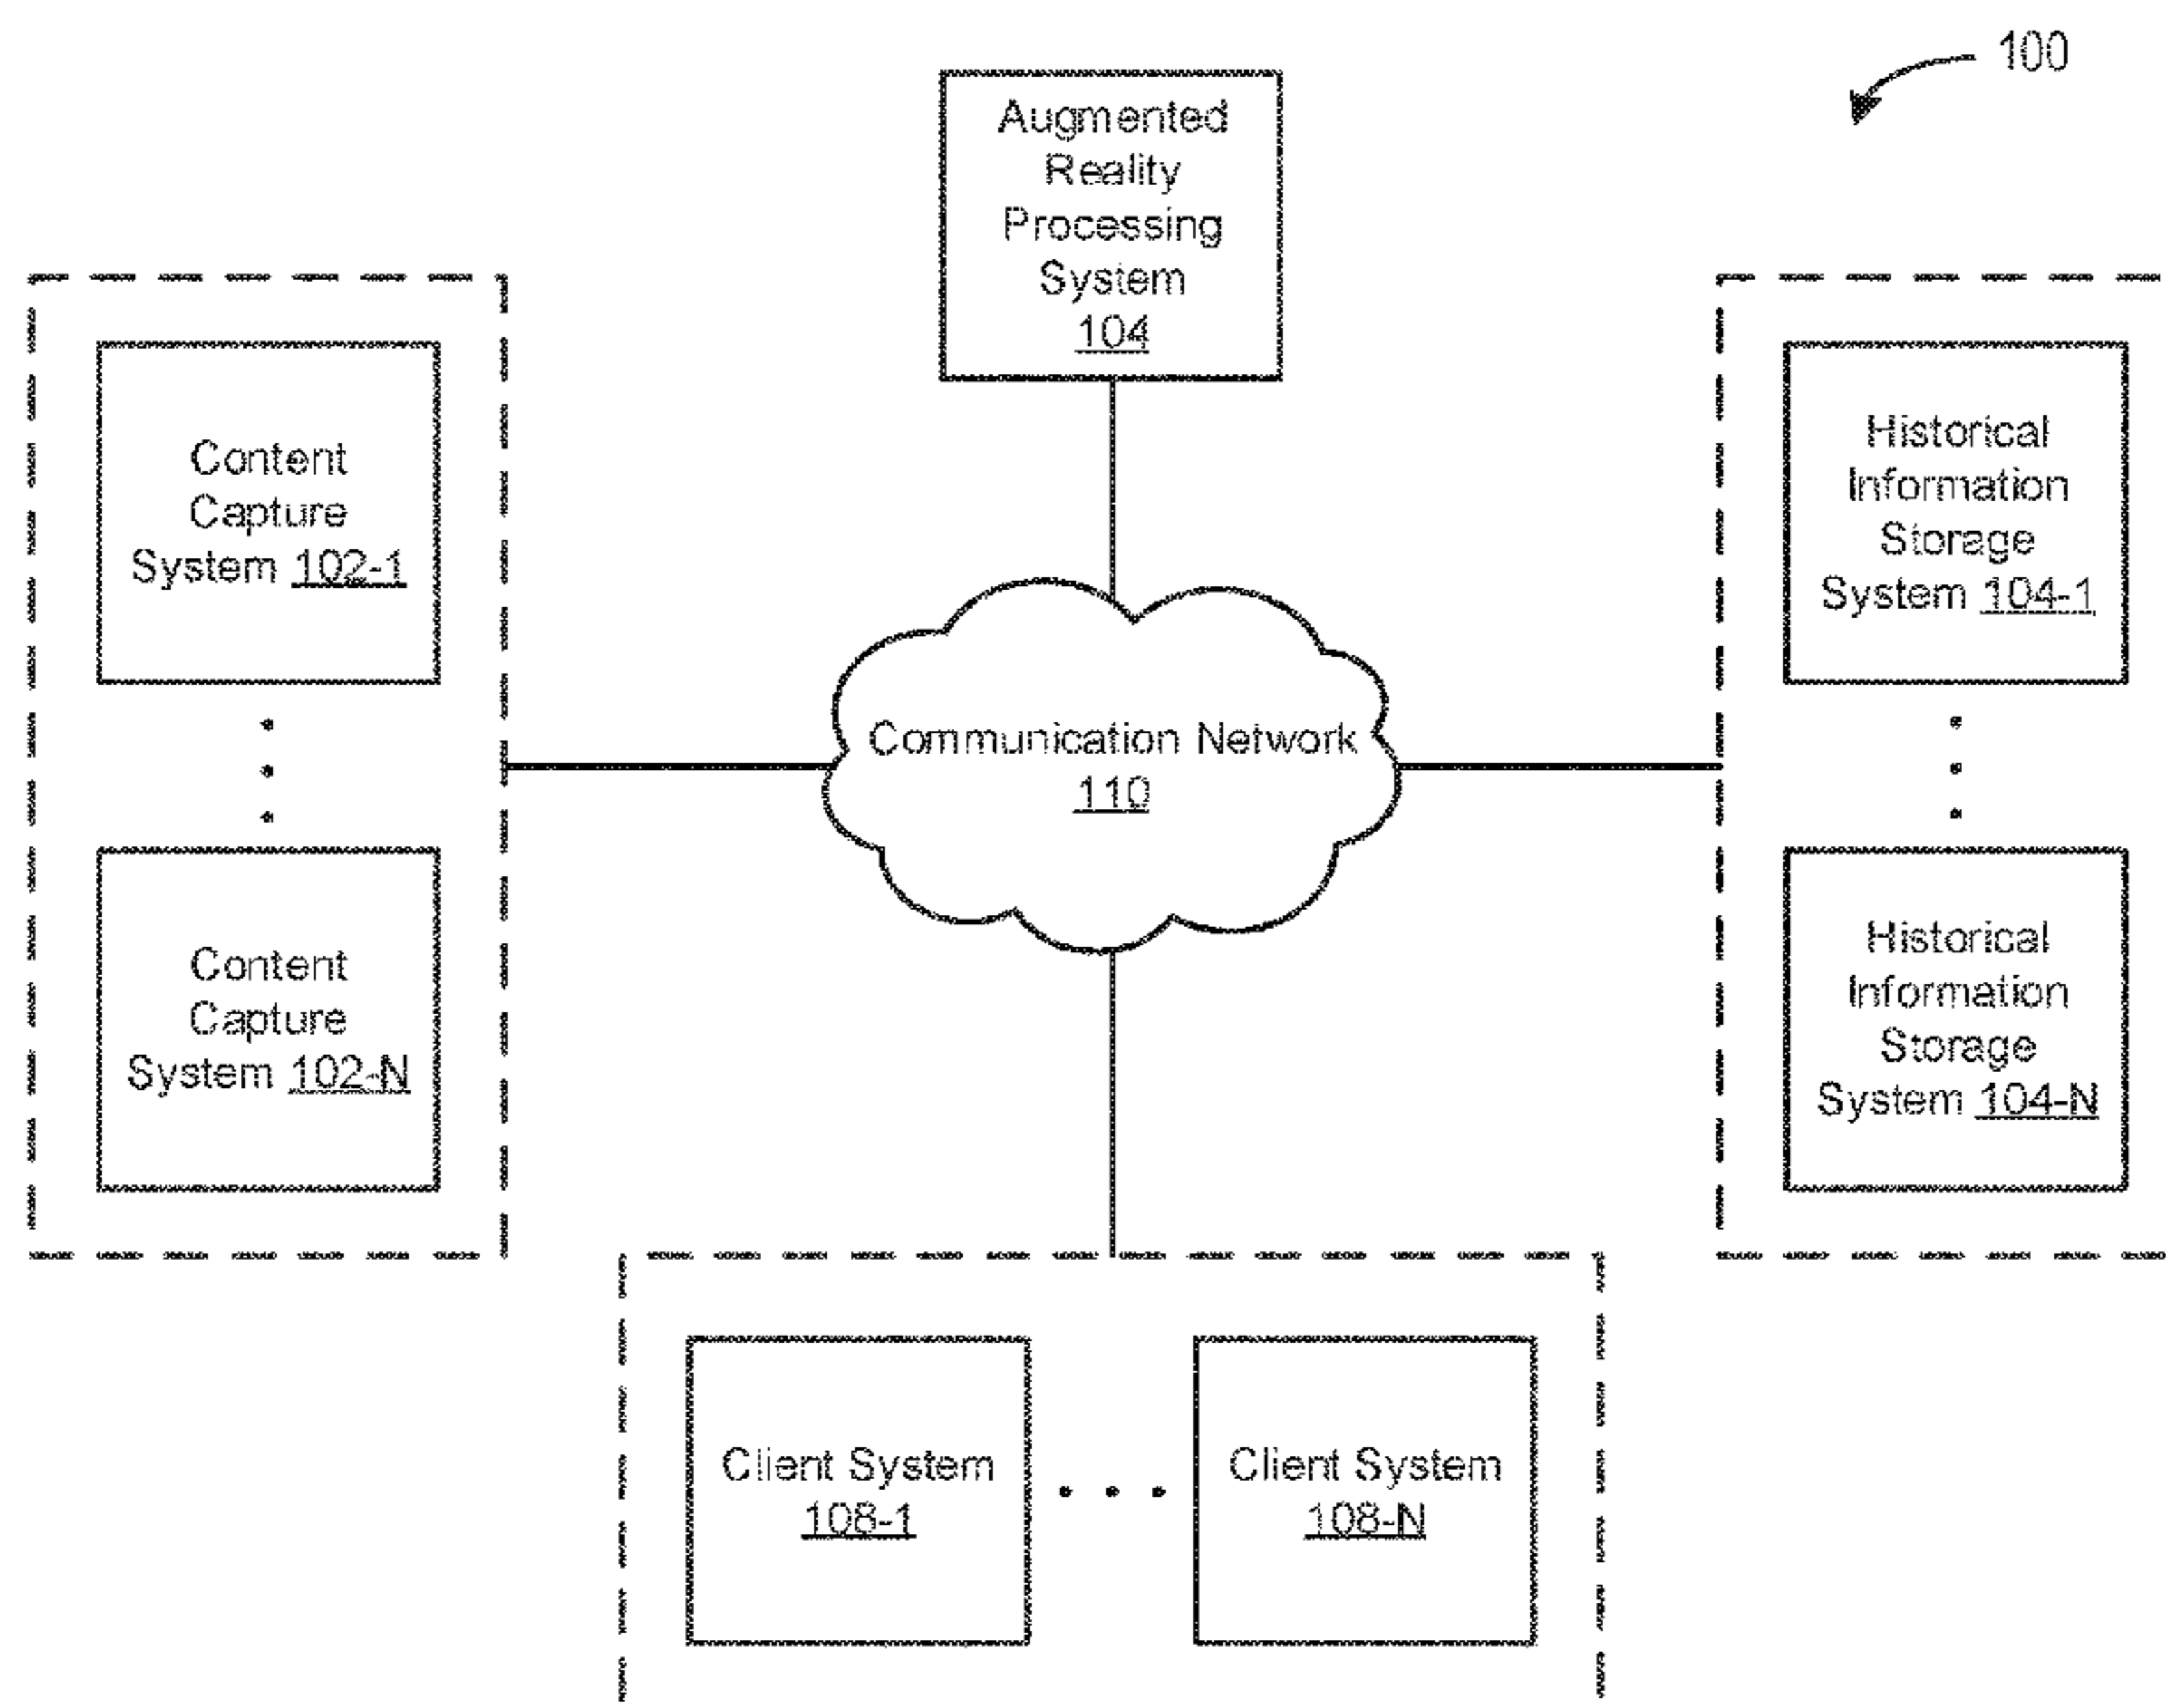 100
Augmented
Reality
Processing
System
104
Content
Capture
System 102-1
Historical
Information
Storage
System 104-1
Communication Network
110
Content
Capture
System 102-N
Historical
Information
Storage
System 104-N
Client System
108-1
Client System
108-N